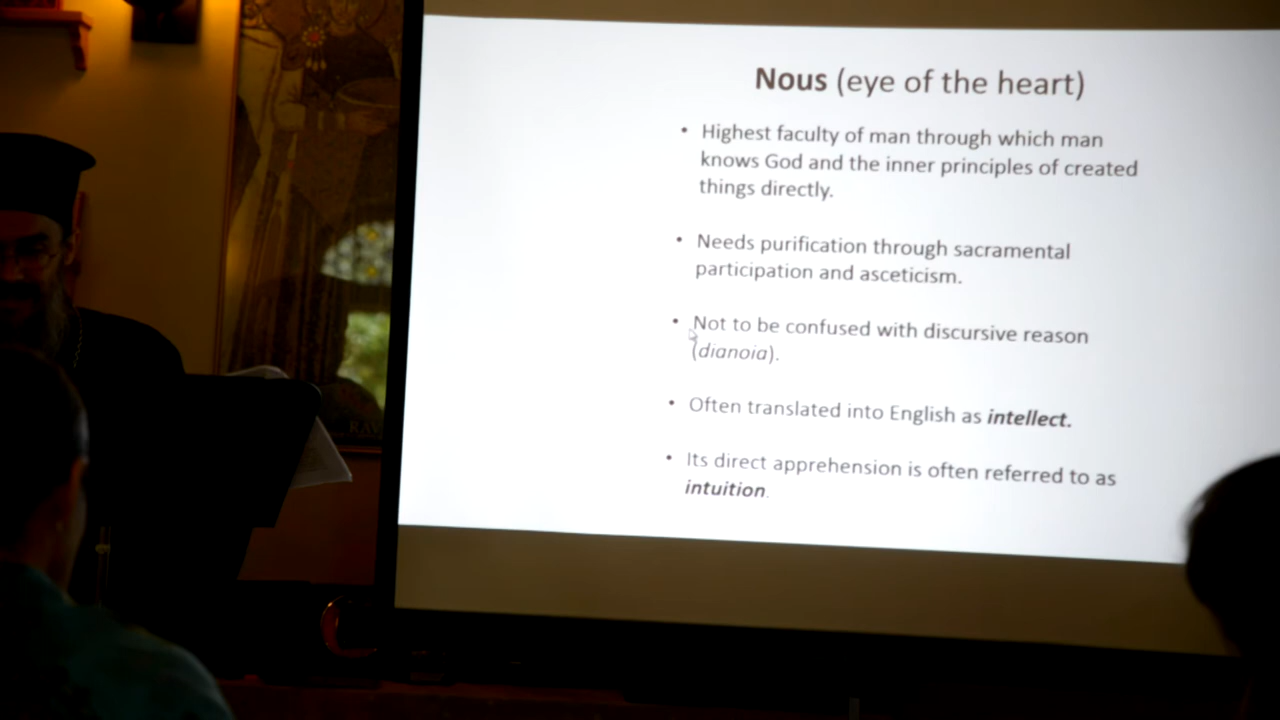 Nous (eye of the heart)
• Highest faculty of man through which man
knows God and the inner principles of created
things directly.
• Needs purification through sacramental
participation and asceticism.
• Not to be confused with discursive reason
(dianoia).
• Often translated into English as intellect.
• Its direct apprehension is often referred to as
intuition.
RAV